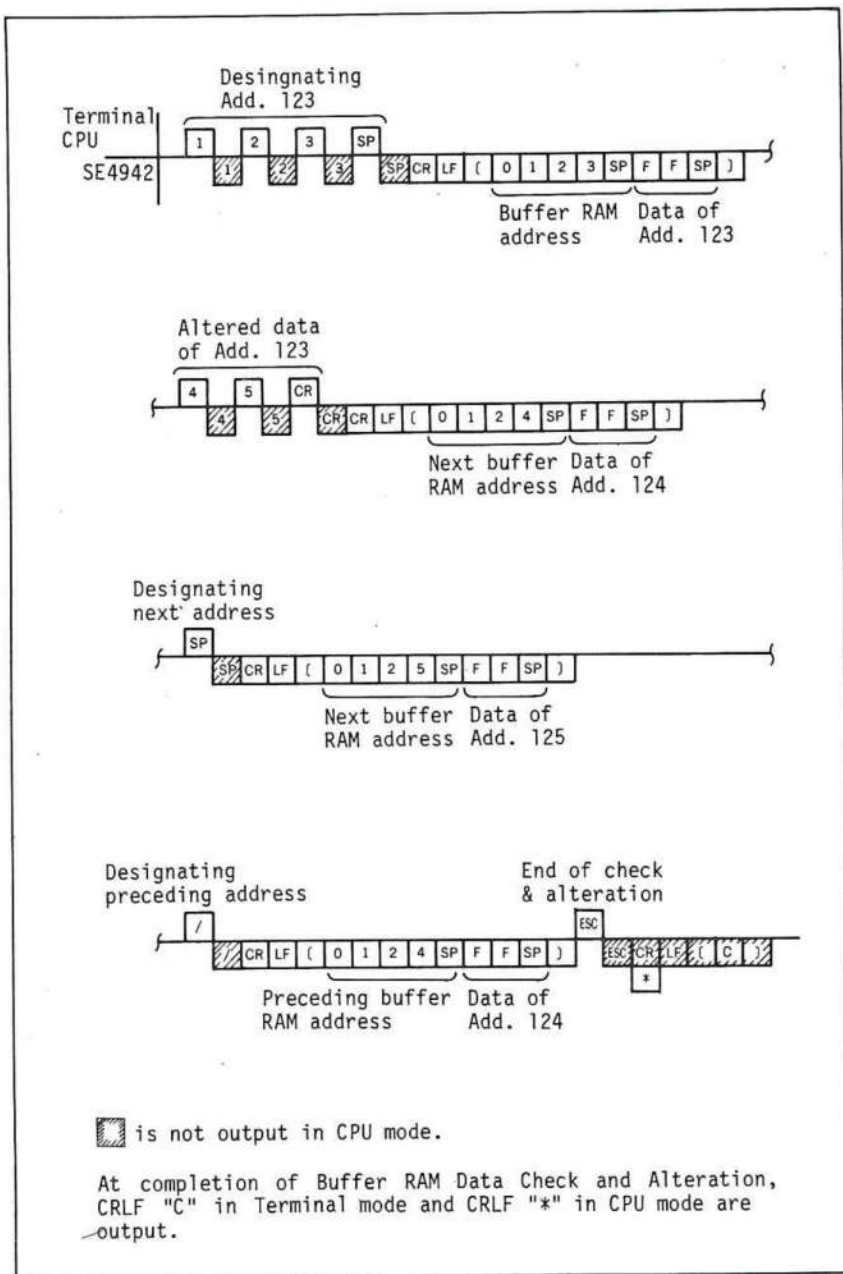 Desingnating
Add. 123
Terminal
CPU
1 2 3 SP
SE4942
1 2 3 SP CR LF ( 0 1 2 3 SP F F SP )
Buffer RAM Data of
address Add. 123
Altered data
of Add. 123
4 5 CR
4 5 CR CR LF ( 0 1 2 4 SP F F SP )
Next buffer Data of
RAM address Add. 124
Designating
next address
SP
SP CR LF ( 0 1 2 5 SP F F SP )
Next buffer Data of
RAM address Add. 125
Designating End of check
preceding address & alteration
/ ESC
/ CR LF ( 0 1 2 4 SP F F SP ) ESC CR LF ( C )
*
Preceding buffer Data of
RAM address Add. 124
is not output in CPU mode.
At completion of Buffer RAM Data Check and Alteration,
CRLF "C" in Terminal mode and CRLF "*" in CPU mode are
output.